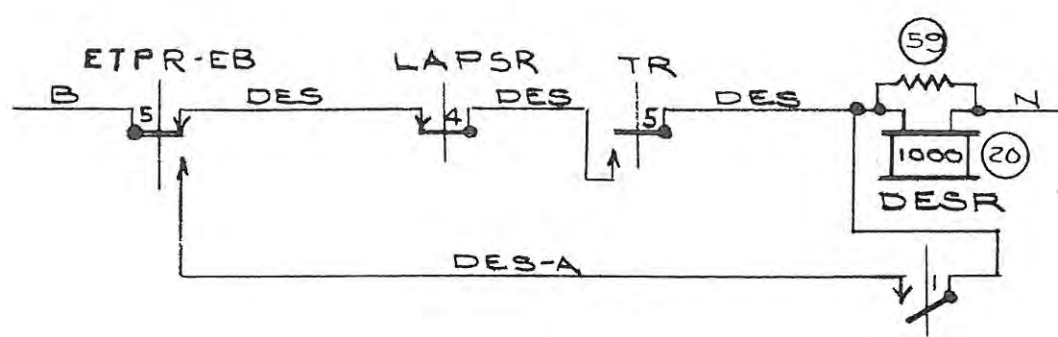 ETPR-EB
LAPSR
TR
59
B
5
DES
4
DES
5
DES
N
1000
20
DESR
DES-A
1